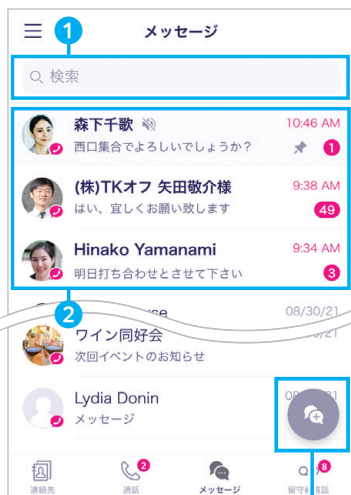 1
メッセージ
検索
森下千歌 10:46 AM
西口集合でよろしいでしょうか? 1
(株)TKオフ 矢田敬介様 9:38 AM
はい、宜しくお願い致します 49
Hinako Yamanami 9:34 AM
明日打ち合わせとさせて下さい 3
2
08/30/21
ワイン同好会
次回イベントのお知らせ
Lydia Donin
メッセージ
2 8
連絡先 通話 メッセージ